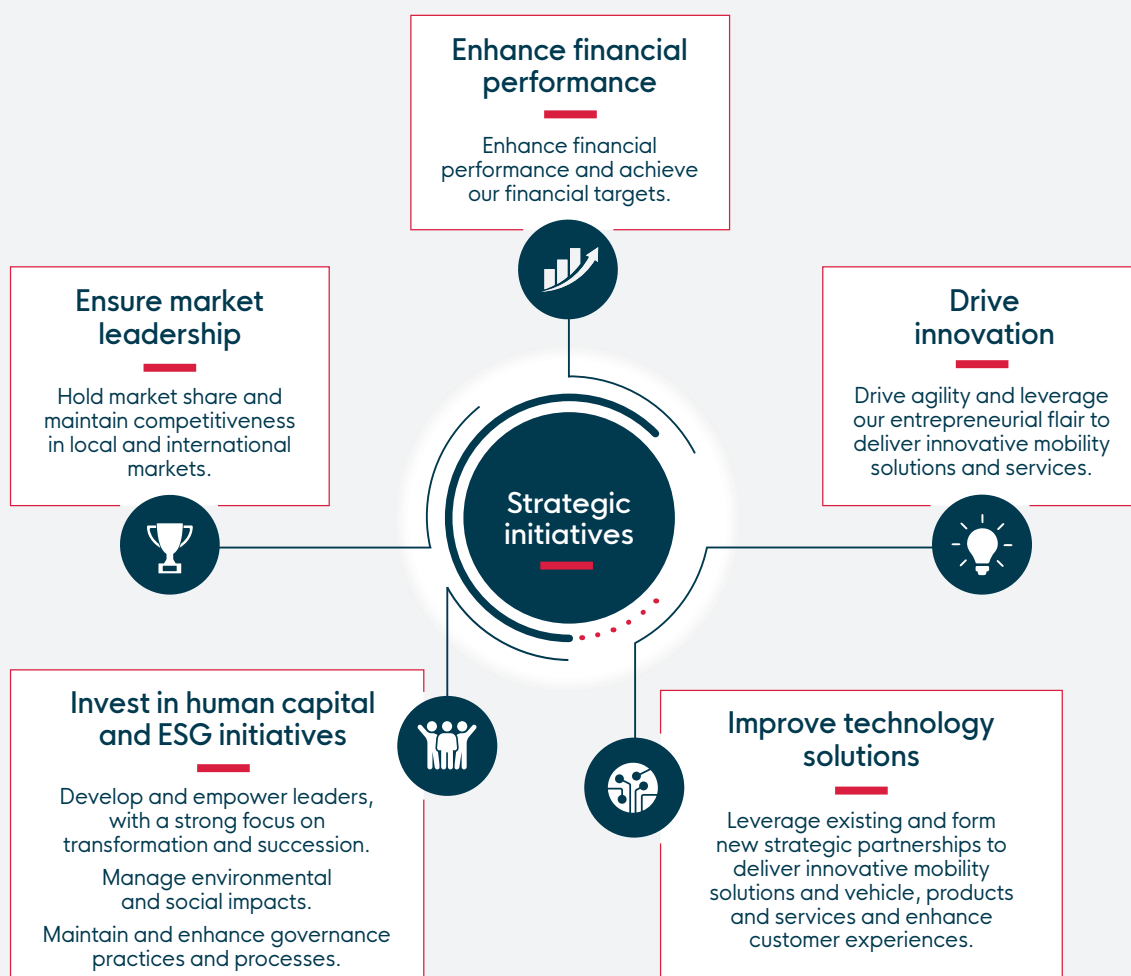 Enhance financial
performance
Enhance financial
performance and achieve
our financial targets.
Ensure market
leadership
Hold market share and
maintain competitiveness
in local and international
markets.
Drive
innovation
Drive agility and leverage
our entrepreneurial flair to
deliver innovative mobility
solutions and services.
Strategic
initiatives
Invest in human capital
and ESG initiatives
Develop and empower leaders,
with a strong focus on
transformation and succession.
Manage environmental
and social impacts.
Maintain and enhance governance
practices and processes.
Improve technology
solutions
Leverage existing and form
new strategic partnerships to
deliver innovative mobility
solutions and vehicle, products
and services and enhance
customer experiences.